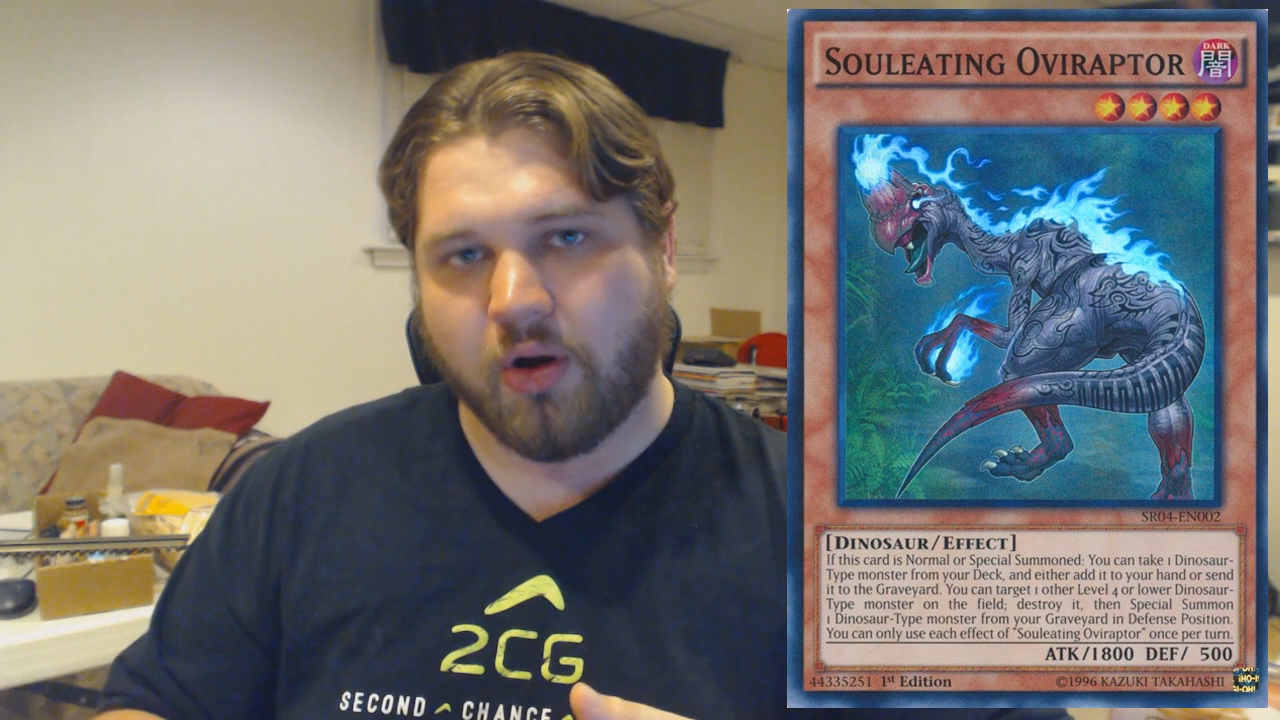 2CG
SECOND CHANCE
SOULEATING OVIRAPTOR
DARK
闇
SR04-EN002
[DINOSAUR/EFFECT]
If this card is Normal or Special Summoned: You can take 1 Dinosaur-
Type monster from your Deck, and either add it to your hand or send
it to the Graveyard. You can target 1 other Level 4 or lower Dinosaur-
Type monster on the field; destroy it, then Special Summon
1 Dinosaur-Type monster from your Graveyard in Defense Position.
You can only use each effect of "Souleating Oviraptor" once per turn.
ATK/1800 DEF/ 500
44335251 1st Edition ©1996 KAZUKI TAKAHASHI